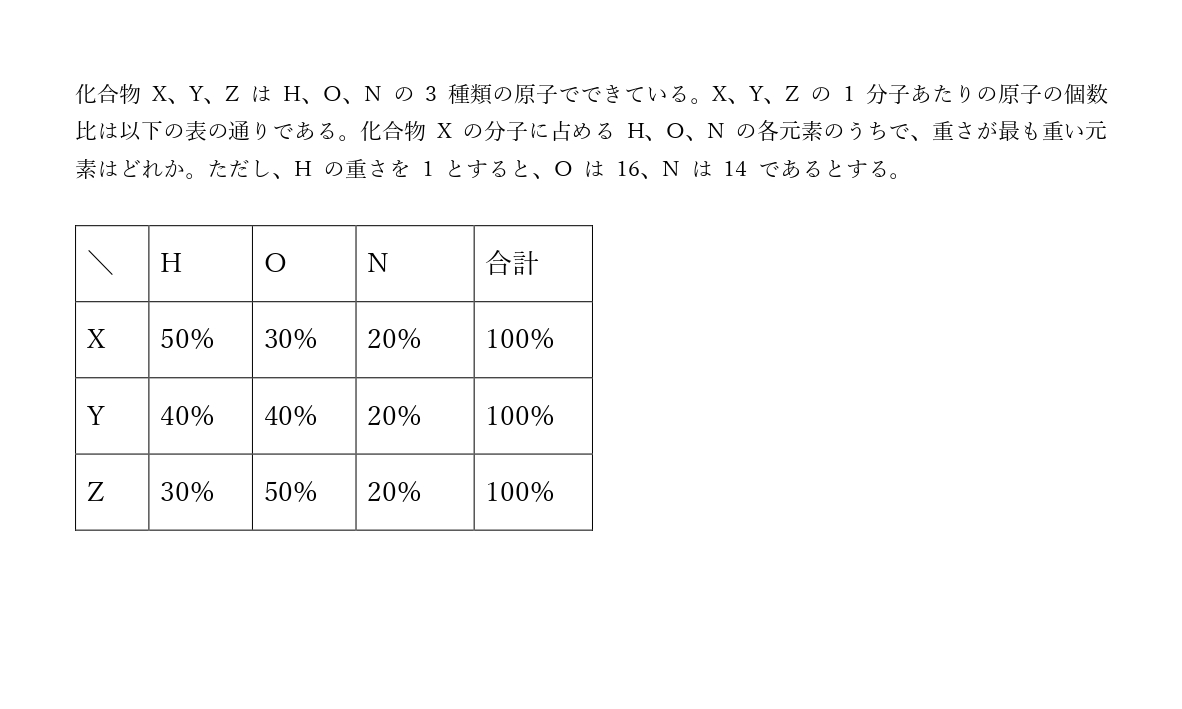 化合物 X、Y、Z は H、O、N の 3 種類の原子でできている。X、Y、Z の 1 分子あたりの原子の個数
比は以下の表の通りである。化合物 X の分子に占める H、O、N の各元素のうちで、重さが最も重い元
素はどれか。ただし、H の重さを 1 とすると、O は 16、N は 14 であるとする。
＼ H O N 合計
X 50% 30% 20% 100%
Y 40% 40% 20% 100%
Z 30% 50% 20% 100%